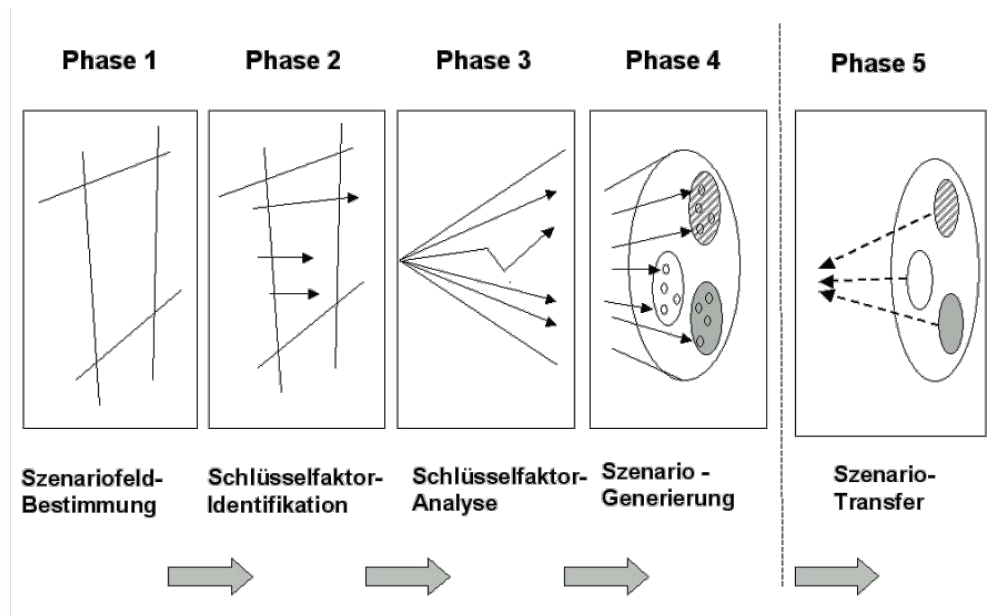 Phase 1
Phase 2
Phase 3
Phase 4
Phase 5
Szenariofeld-
Bestimmung
Schlüsselfaktor-
Identifikation
Schlüsselfaktor-
Analyse
Szenario -
Generierung
Szenario-
Transfer